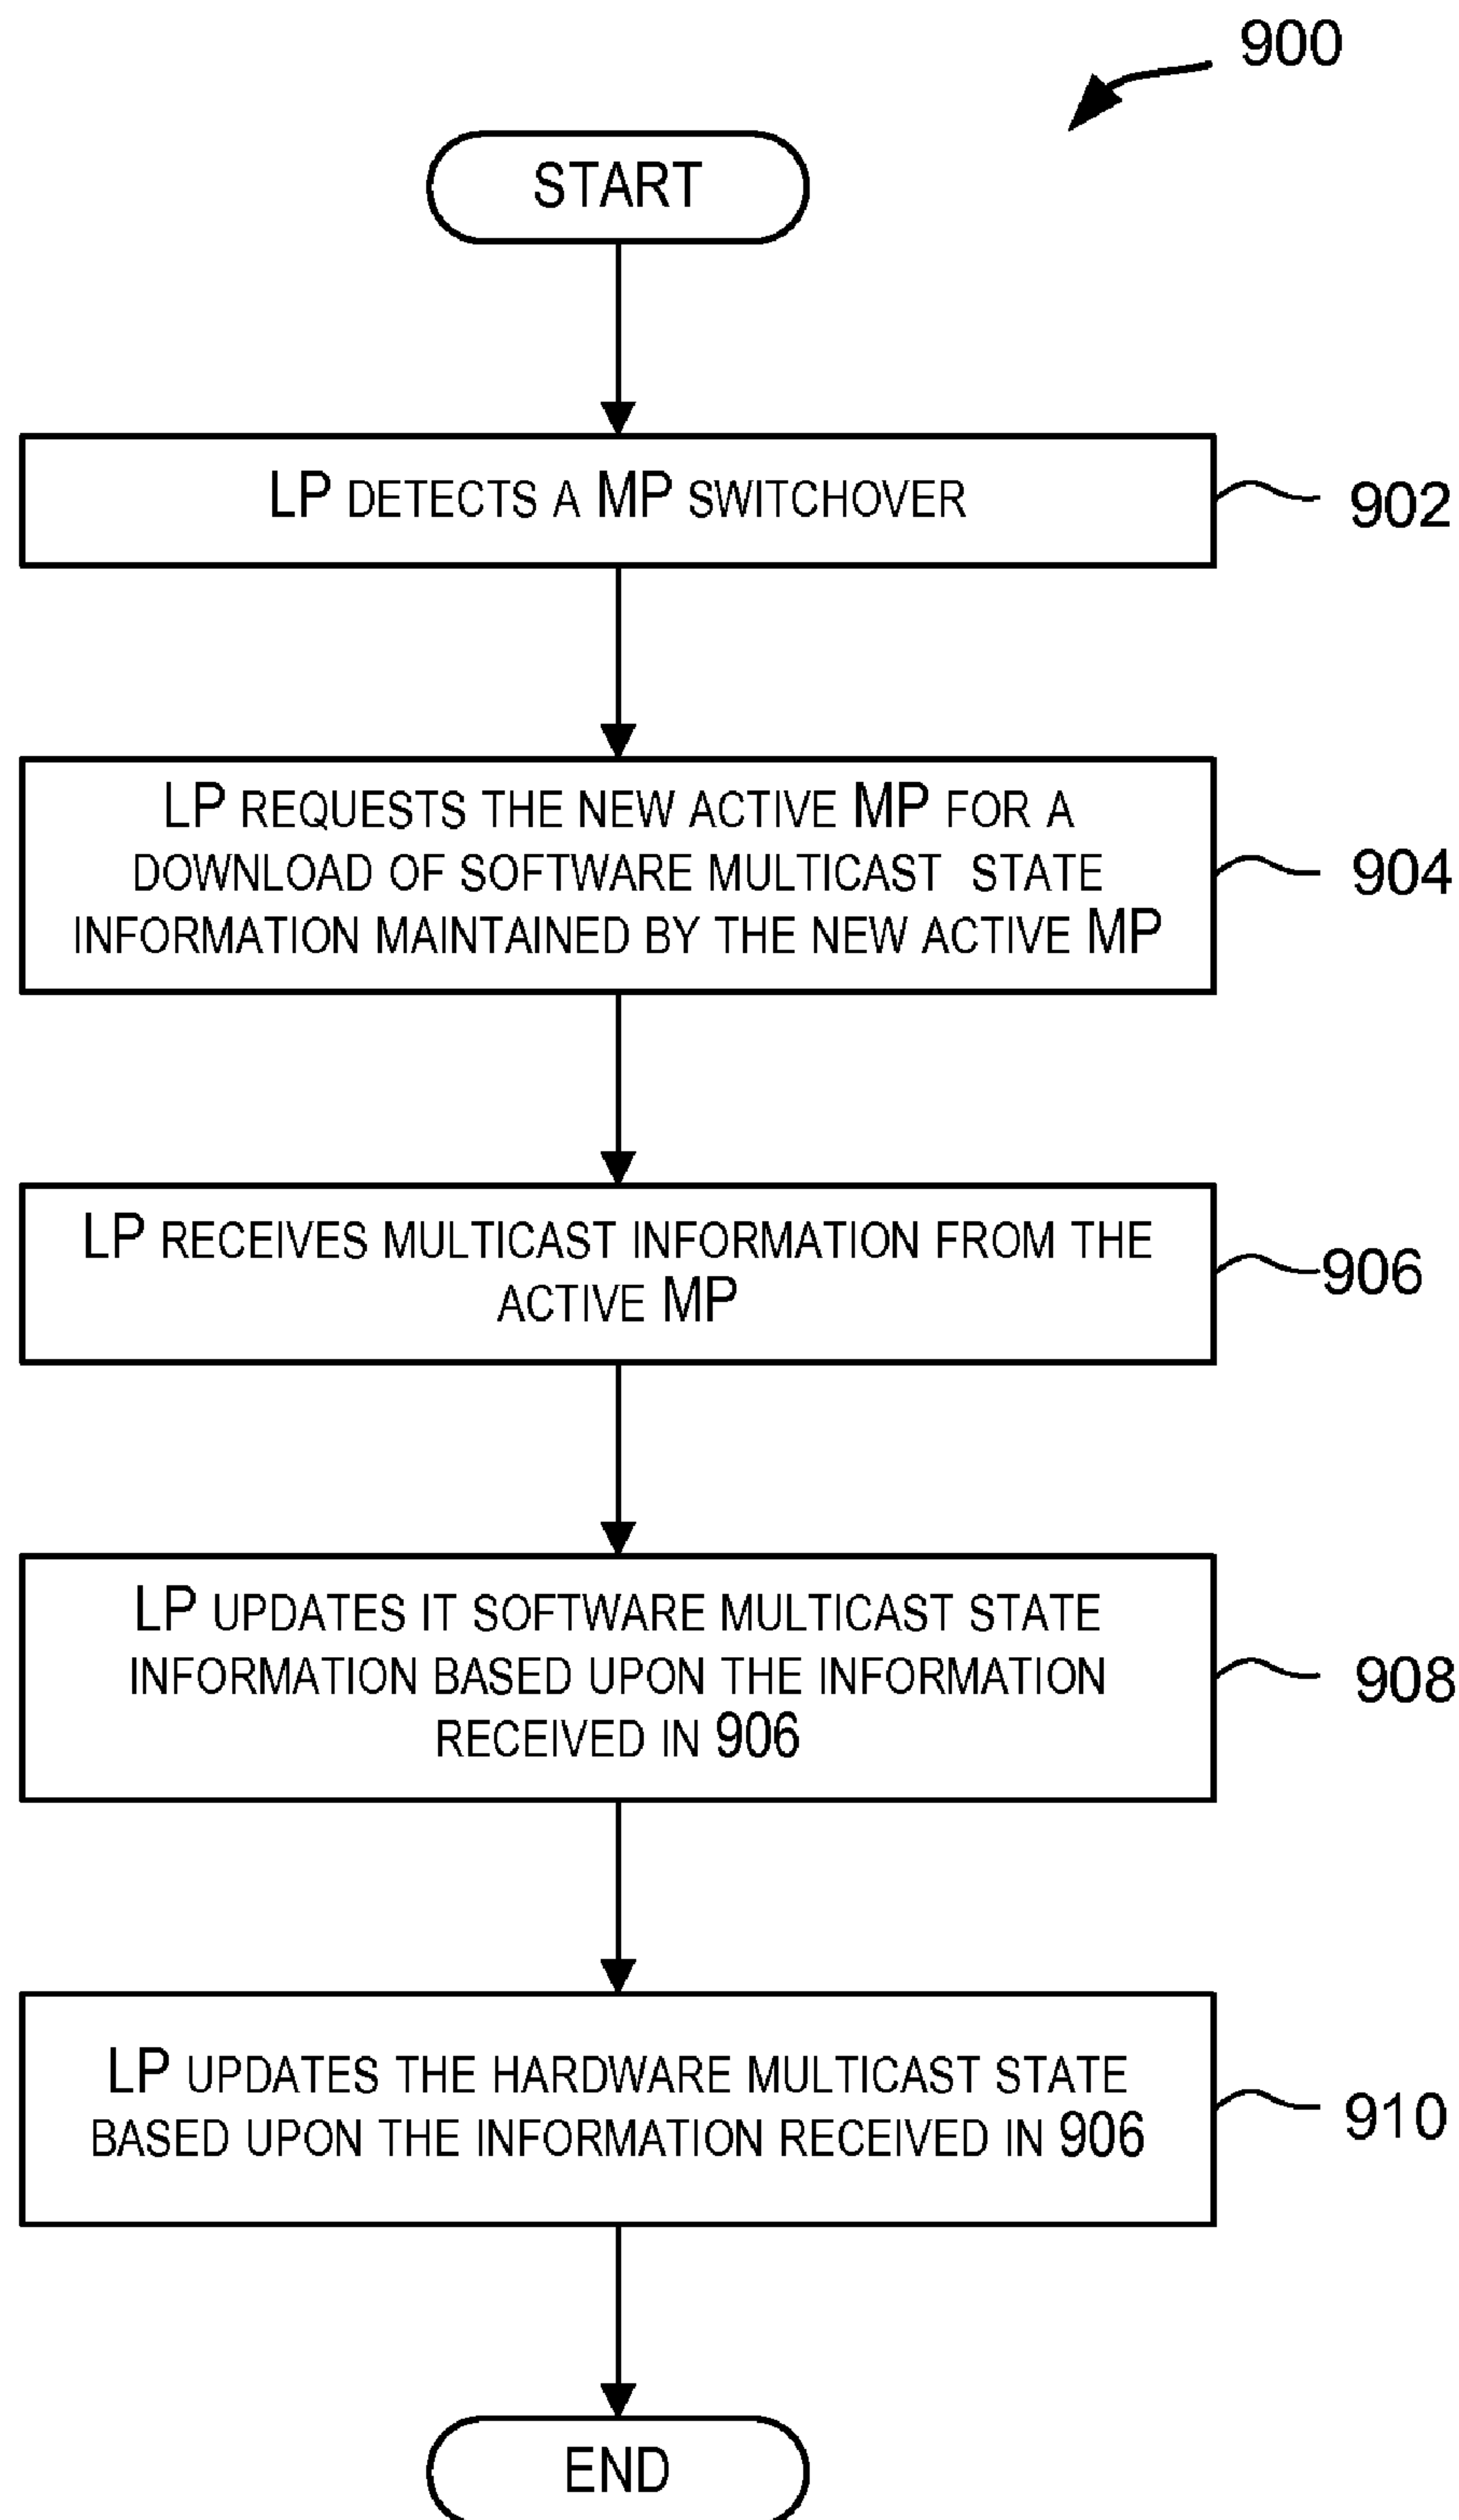 900
START
LP DETECTS A MP SWITCHOVER
902
LP REQUESTS THE NEW ACTIVE MP FOR A
DOWNLOAD OF SOFTWARE MULTICAST STATE
INFORMATION MAINTAINED BY THE NEW ACTIVE MP
904
LP RECEIVES MULTICAST INFORMATION FROM THE
ACTIVE MP
906
LP UPDATES IT SOFTWARE MULTICAST STATE
INFORMATION BASED UPON THE INFORMATION
RECEIVED IN 906
908
LP UPDATES THE HARDWARE MULTICAST STATE
BASED UPON THE INFORMATION RECEIVED IN 906
910
END